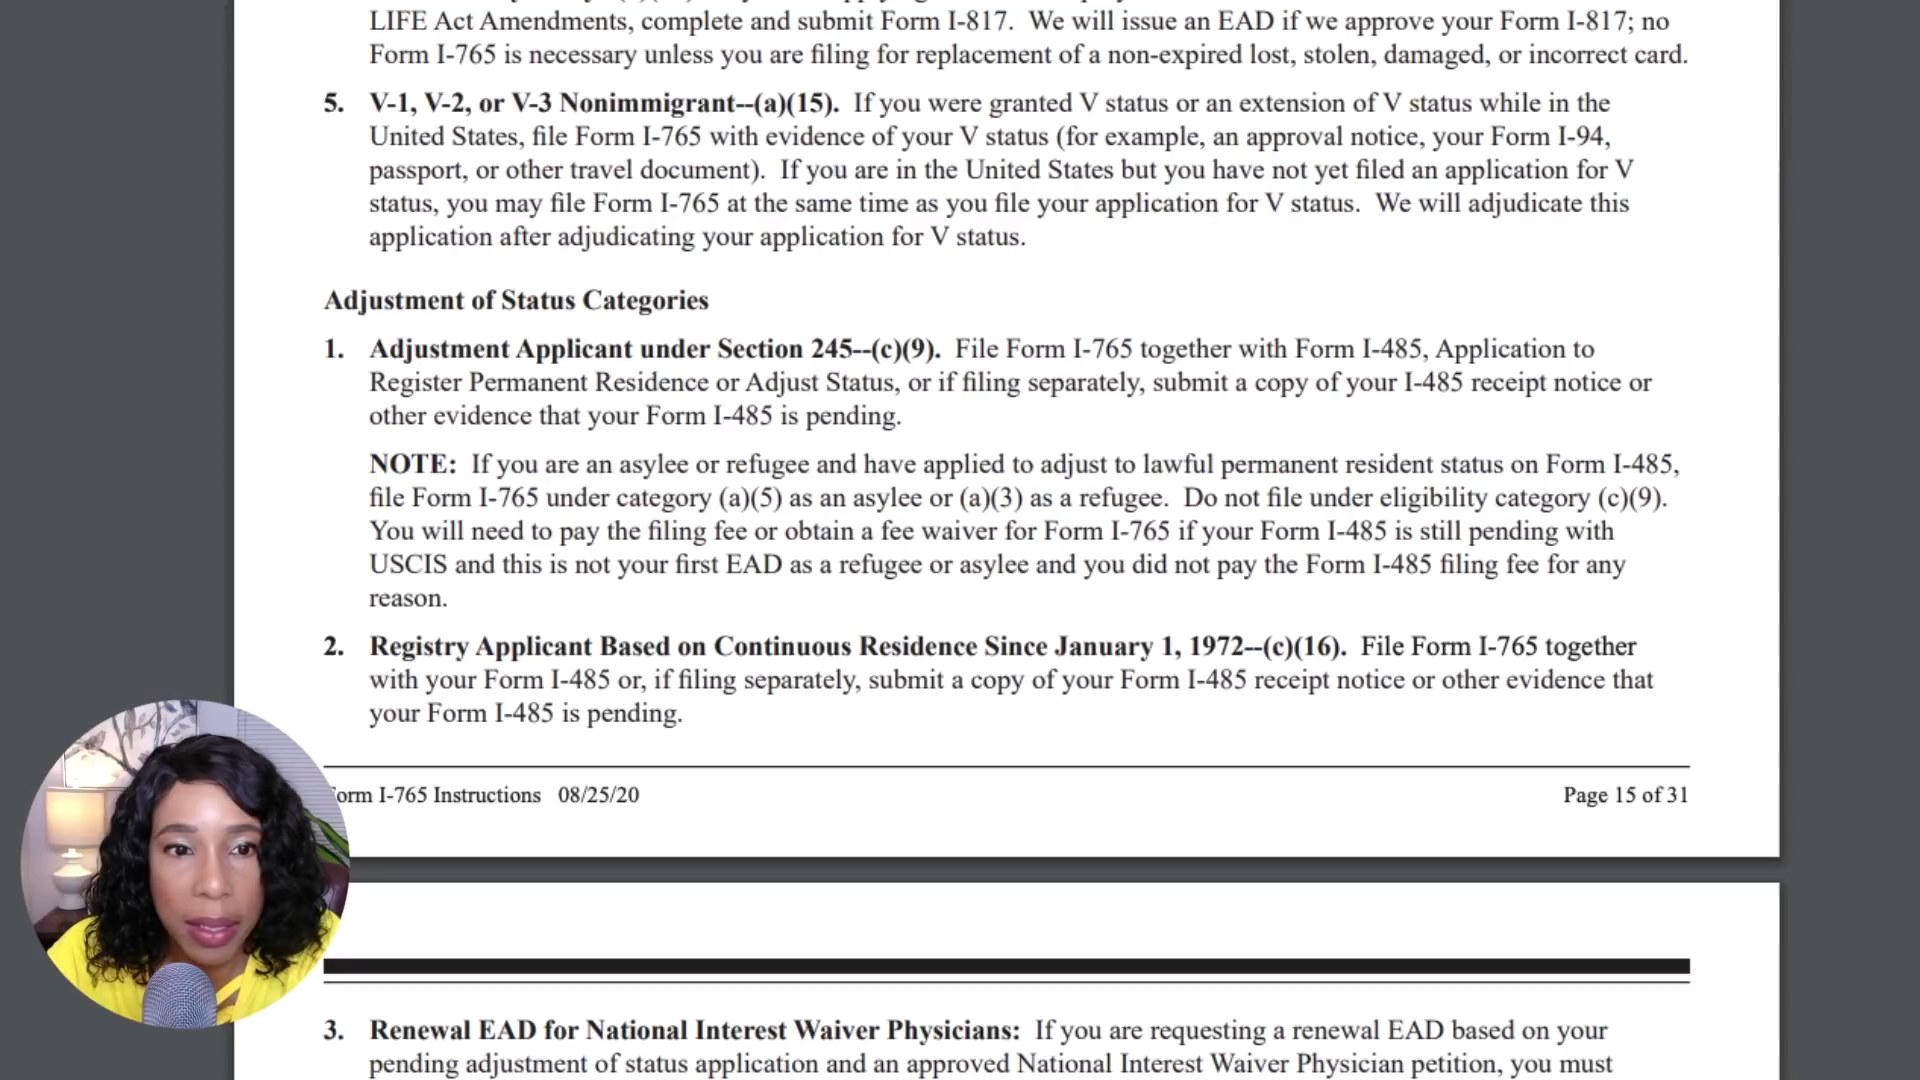 LIFE Act Amendments, complete and submit Form I-817. We will issue an EAD if we approve your Form I-817; no
Form I-765 is necessary unless you are filing for replacement of a non-expired lost, stolen, damaged, or incorrect card.
5. V-1, V-2, or V-3 Nonimmigrant--(a)(15). If you were granted V status or an extension of V status while in the
United States, file Form I-765 with evidence of your V status (for example, an approval notice, your Form I-94,
passport, or other travel document). If you are in the United States but you have not yet filed an application for V
status, you may file Form I-765 at the same time as you file your application for V status. We will adjudicate this
application after adjudicating your application for V status.
Adjustment of Status Categories
1. Adjustment Applicant under Section 245--(c)(9). File Form I-765 together with Form I-485, Application to
Register Permanent Residence or Adjust Status, or if filing separately, submit a copy of your I-485 receipt notice or
other evidence that your Form I-485 is pending.
NOTE: If you are an asylee or refugee and have applied to adjust to lawful permanent resident status on Form I-485,
file Form I-765 under category (a)(5) as an asylee or (a)(3) as a refugee. Do not file under eligibility category (c)(9).
You will need to pay the filing fee or obtain a fee waiver for Form I-765 if your Form I-485 is still pending with
USCIS and this is not your first EAD as a refugee or asylee and you did not pay the Form I-485 filing fee for any
reason.
2. Registry Applicant Based on Continuous Residence Since January 1, 1972--(c)(16). File Form I-765 together
with your Form I-485 or, if filing separately, submit a copy of your Form I-485 receipt notice or other evidence that
your Form I-485 is pending.
orm I-765 Instructions 08/25/20
Page 15 of 31
3. Renewal EAD for National Interest Waiver Physicians: If you are requesting a renewal EAD based on your
pending adjustment of status application and an approved National Interest Waiver Physician petition, you must